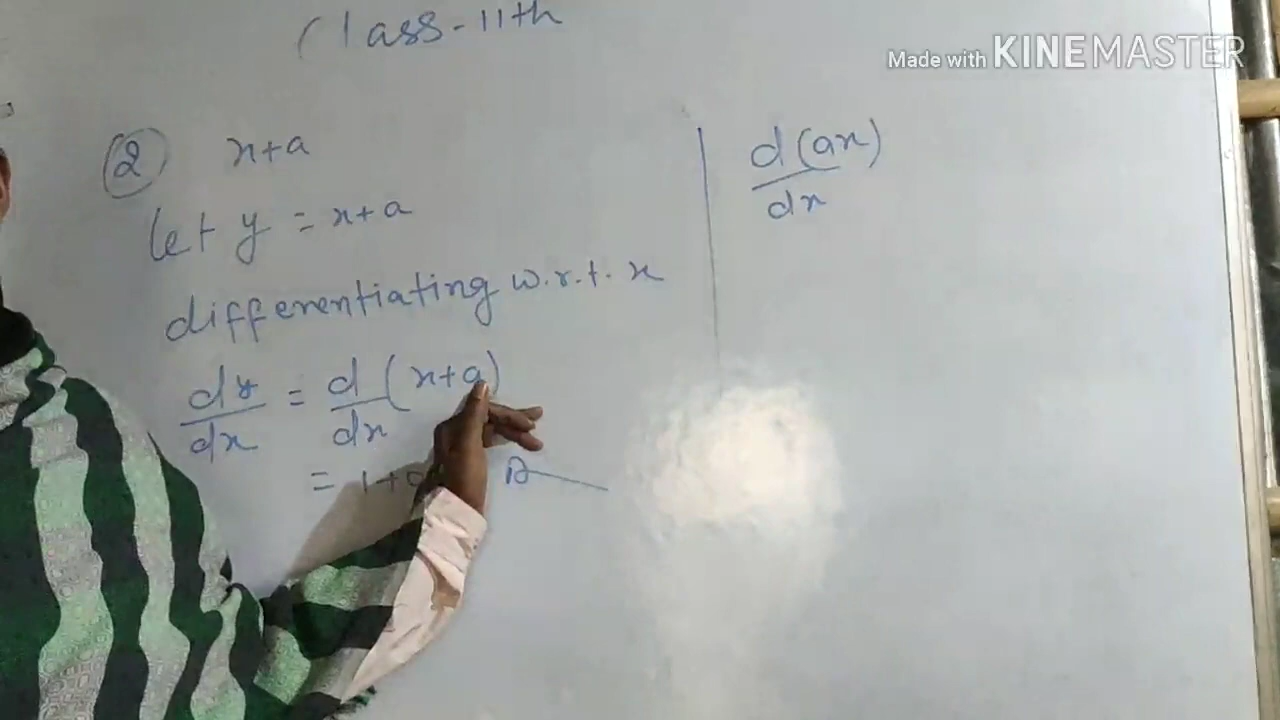 Class-11th
Made with KINEMASTER
② x+a
let y = x+a
differentiating w.r.t. x
dy/dx = d/dx (x+a)
= 1+0
d(ax)/dx